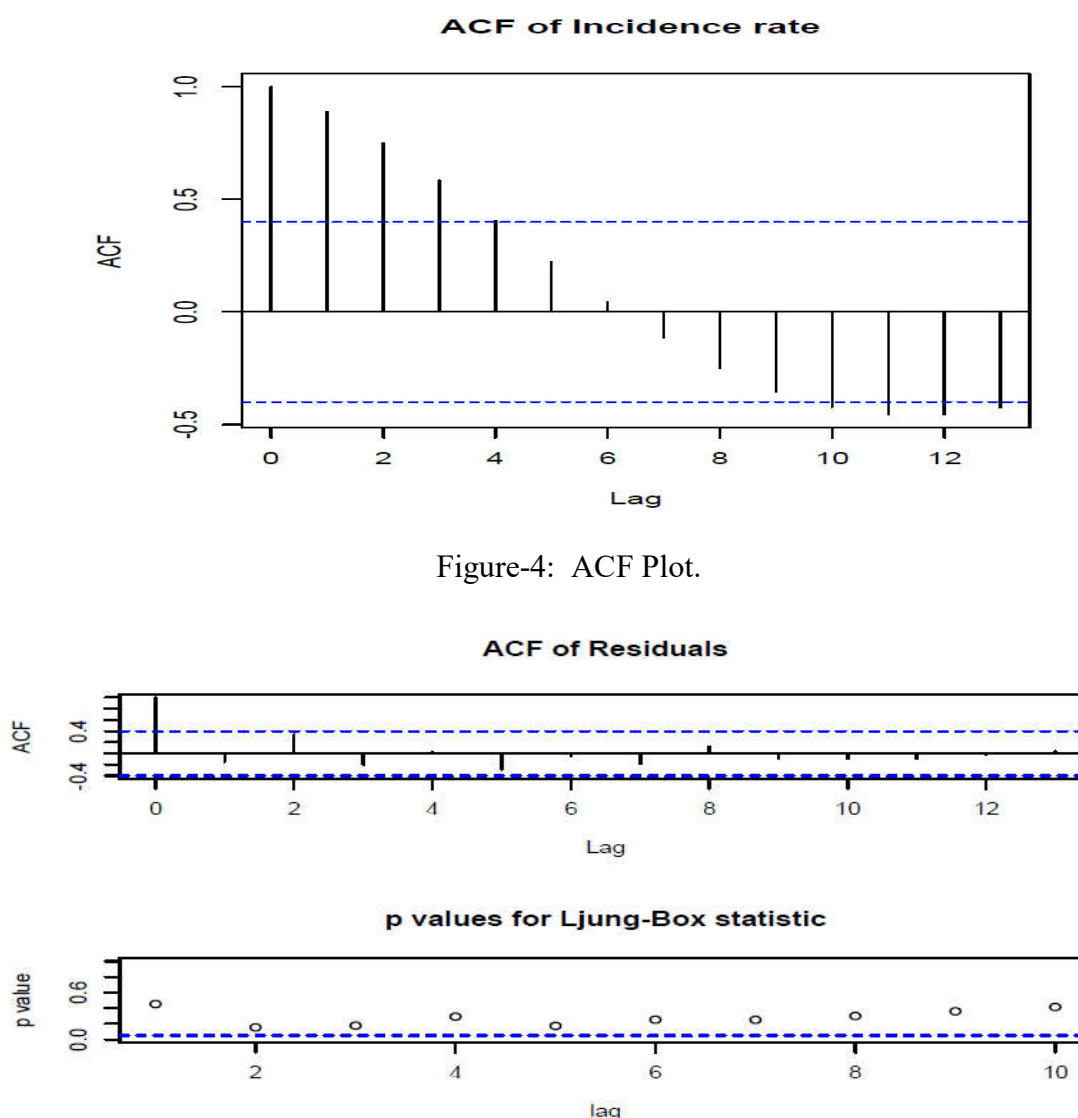 ACF of Incidence rate
ACF
1.0
0.5
0.0
-0.5
0 2 4 6 8 10 12
Lag
Figure-4: ACF Plot.
ACF of Residuals
ACF
0.4
-0.4
0 2 4 6 8 10 12
Lag
p values for Ljung-Box statistic
p value
0.6
0.0
2 4 6 8 10
lag